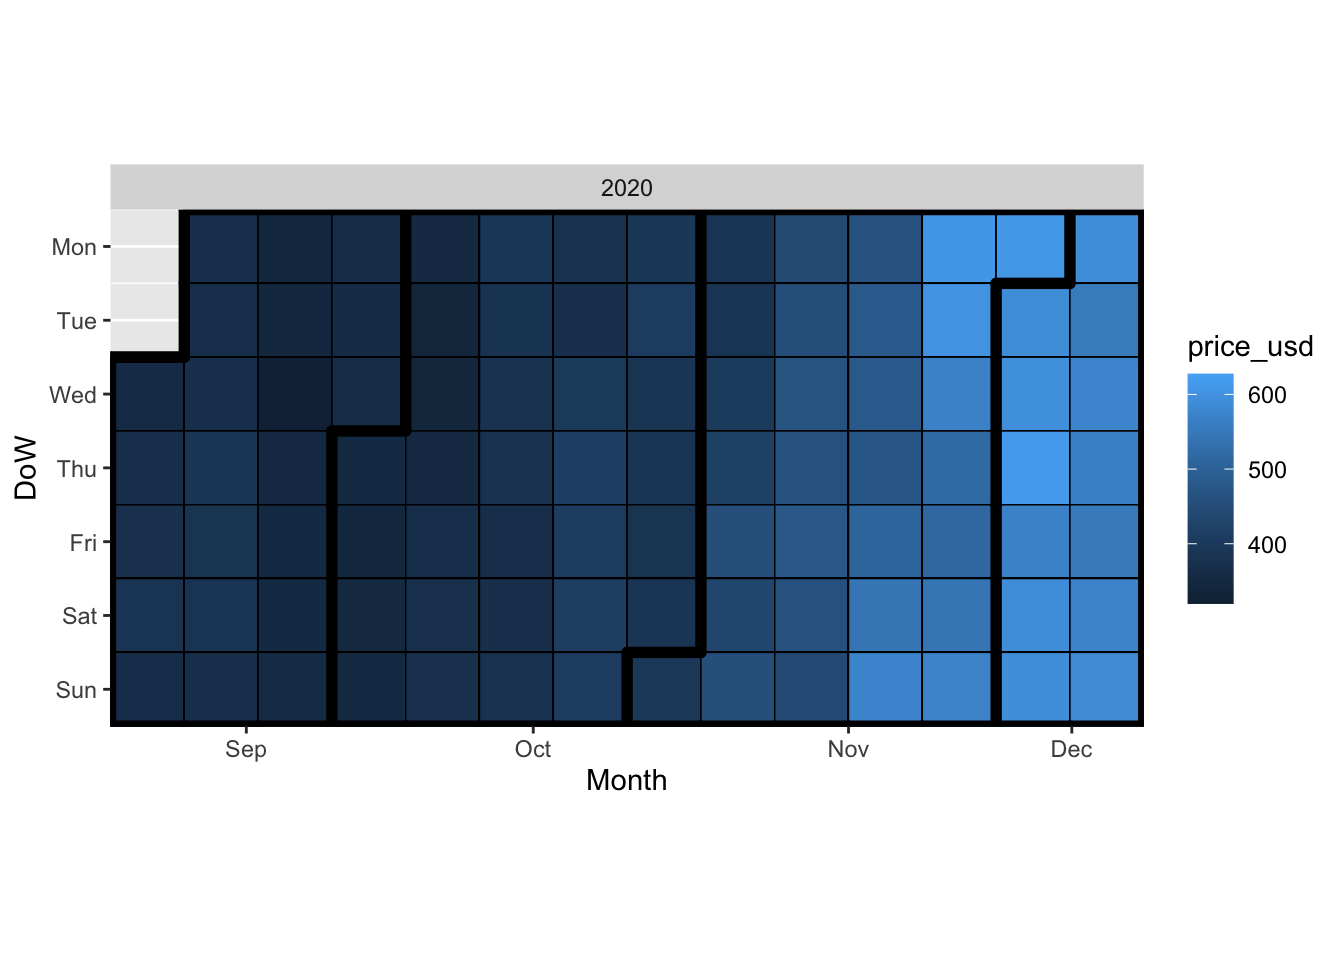 2020
Mon
Tue
Wed
Thu
Fri
Sat
Sun
DoW
Sep Oct Nov Dec
Month
price_usd
600
500
400